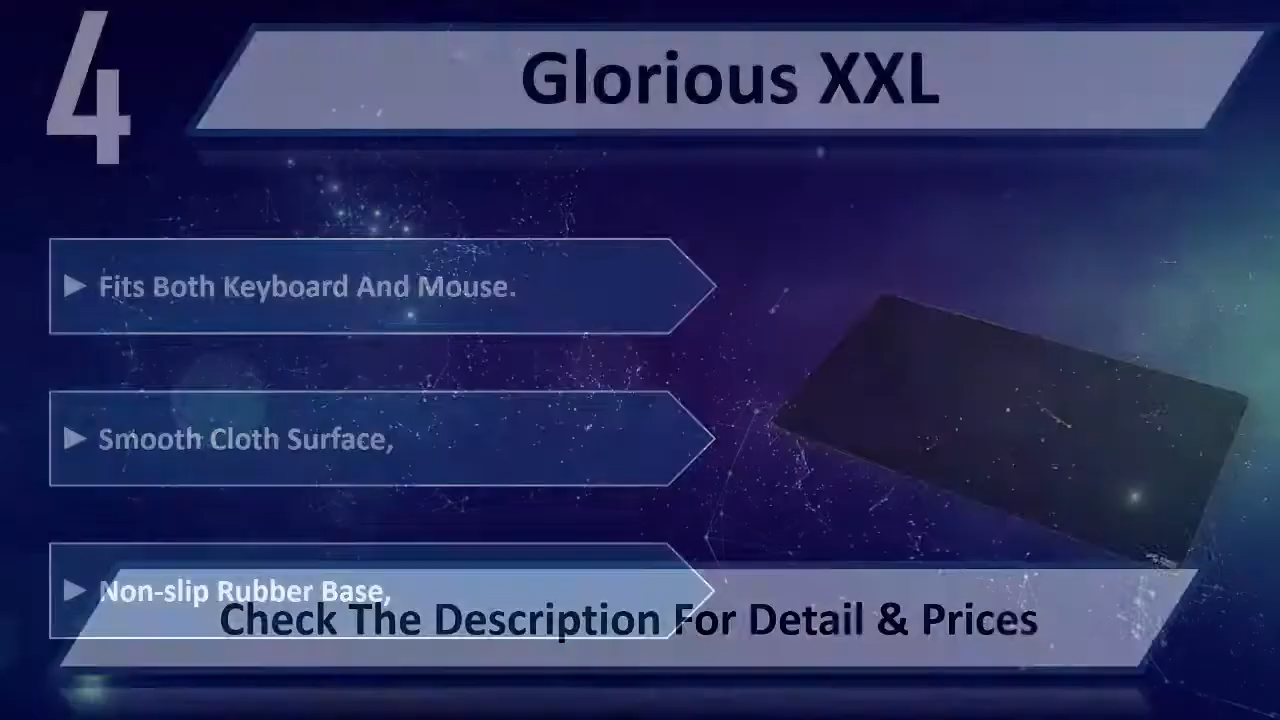 4
Glorious XXL
Fits Both Keyboard And Mouse.
Smooth Cloth Surface,
Non-slip Rubber Base,
Check The Description For Detail & Prices